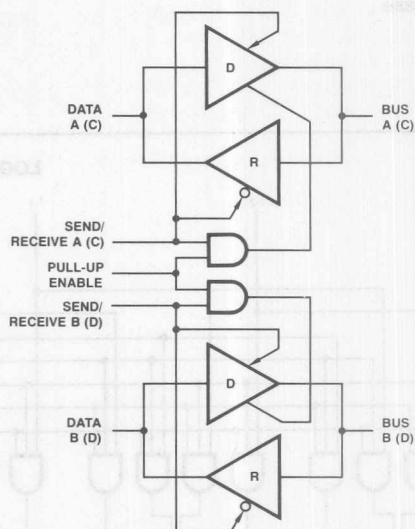 D
DATA
A (C)
BUS
A (C)
R
SEND/
RECEIVE A (C)
PULL-UP
ENABLE
SEND/
RECEIVE B (D)
D
DATA
B (D)
BUS
B (D)
R